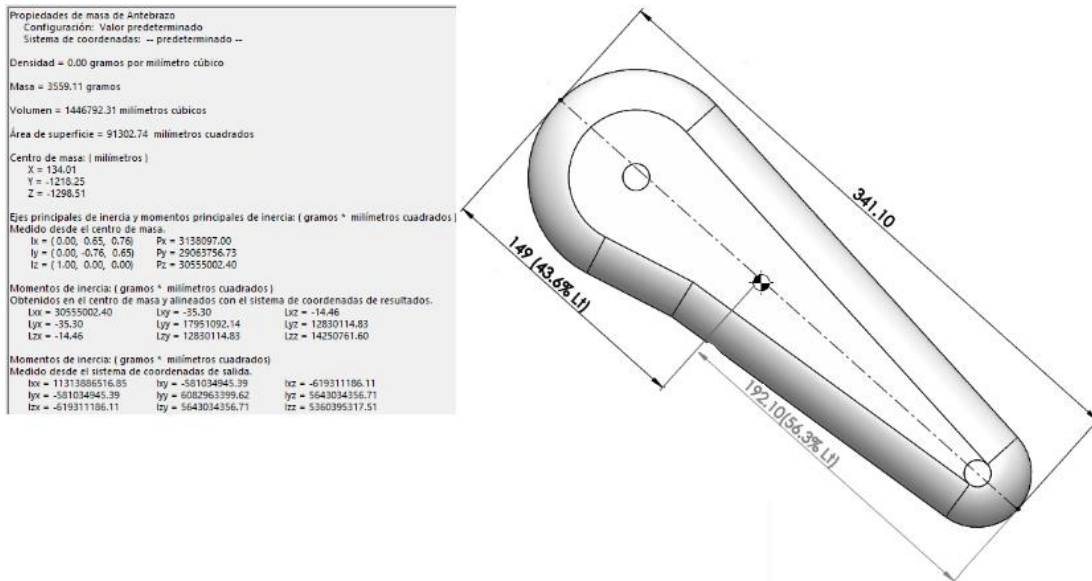 Propiedades de masa de Antebrazo
Configuración: Valor predeterminado
Sistema de coordenadas: -- predeterminado --
Densidad = 0.00 gramos por milímetro cúbico
Masa = 3559.11 gramos
Volumen = 1446792.31 milímetros cúbicos
Área de superficie = 91302.74 milímetros cuadrados
Centro de masa: ( milímetros )
X = 134.01
Y = -1218.25
Z = -1298.51
Ejes principales de inercia y momentos principales de inercia: ( gramos * milímetros cuadrados )
Medido desde el centro de masa.
Ix = ( 0.00, 0.65, 0.76) Px = 3138097.00
Iy = ( 0.00, -0.76, 0.65) Py = 29063756.73
Iz = ( 1.00, 0.00, 0.00) Pz = 30555002.40
Momentos de inercia: ( gramos * milímetros cuadrados )
Obtenidos en el centro de masa y alineados con el sistema de coordenadas de resultados.
Lxx = 30555002.40 Lxy = -35.30 Lxz = -14.46
Lyx = -35.30 Lyy = 17951092.14 Lyz = 12830114.83
Lzx = -14.46 Lzy = 12830114.83 Lzz = 14250761.60
Momentos de inercia: ( gramos * milímetros cuadrados)
Medido desde el sistema de coordenadas de salida.
Ixx = 11313886516.85 Ixy = -581034945.39 Ixz = -619311186.11
Iyx = -581034945.39 Iyy = 6082963399.62 Iyz = 5643034356.71
Izx = -619311186.11 Izy = 5643034356.71 Izz = 5360395317.51
341.10
149 (43.6% Lt)
192.10(56.3% Lt)